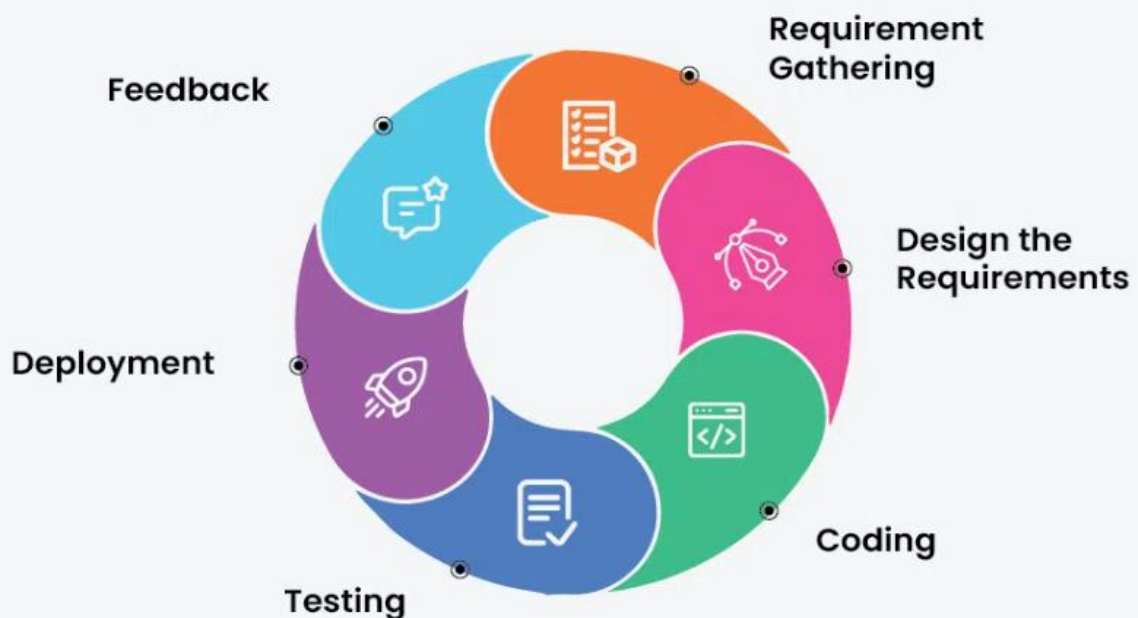 Requirement
Gathering
Feedback
Design the
Requirements
Deployment
Coding
Testing